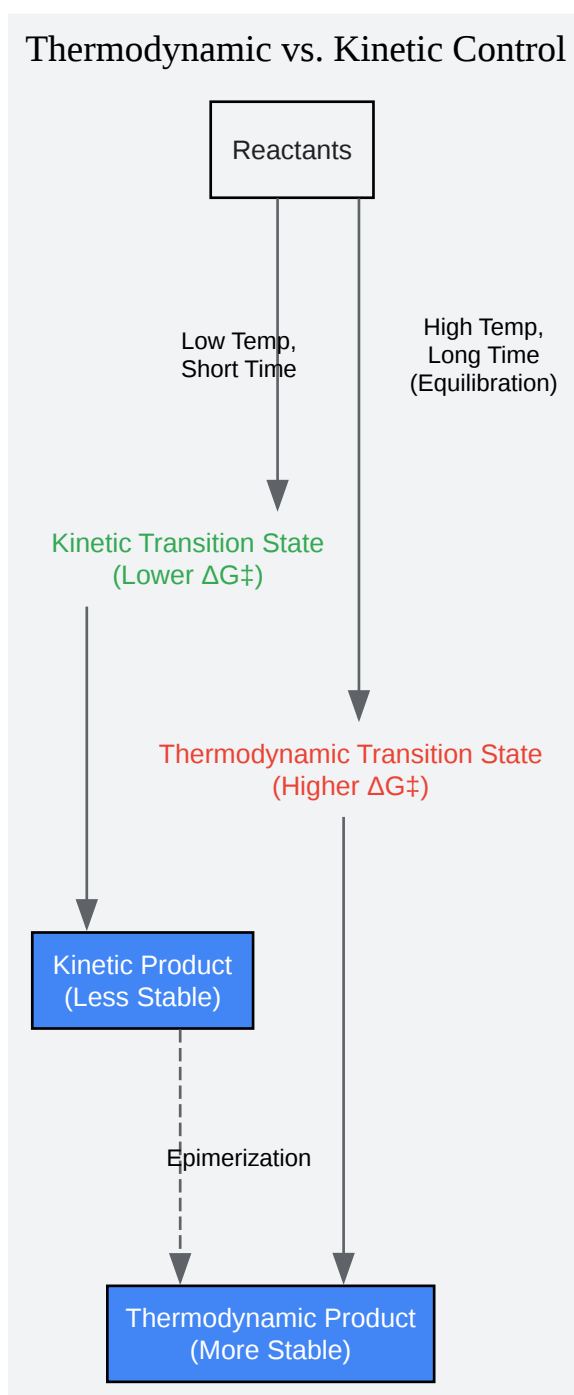 Thermodynamic vs. Kinetic Control
Reactants
Low Temp,
Short Time
High Temp,
Long Time
(Equilibration)
Kinetic Transition State
(Lower ΔG‡)
Thermodynamic Transition State
(Higher ΔG‡)
Kinetic Product
(Less Stable)
Epimerization
Thermodynamic Product
(More Stable)